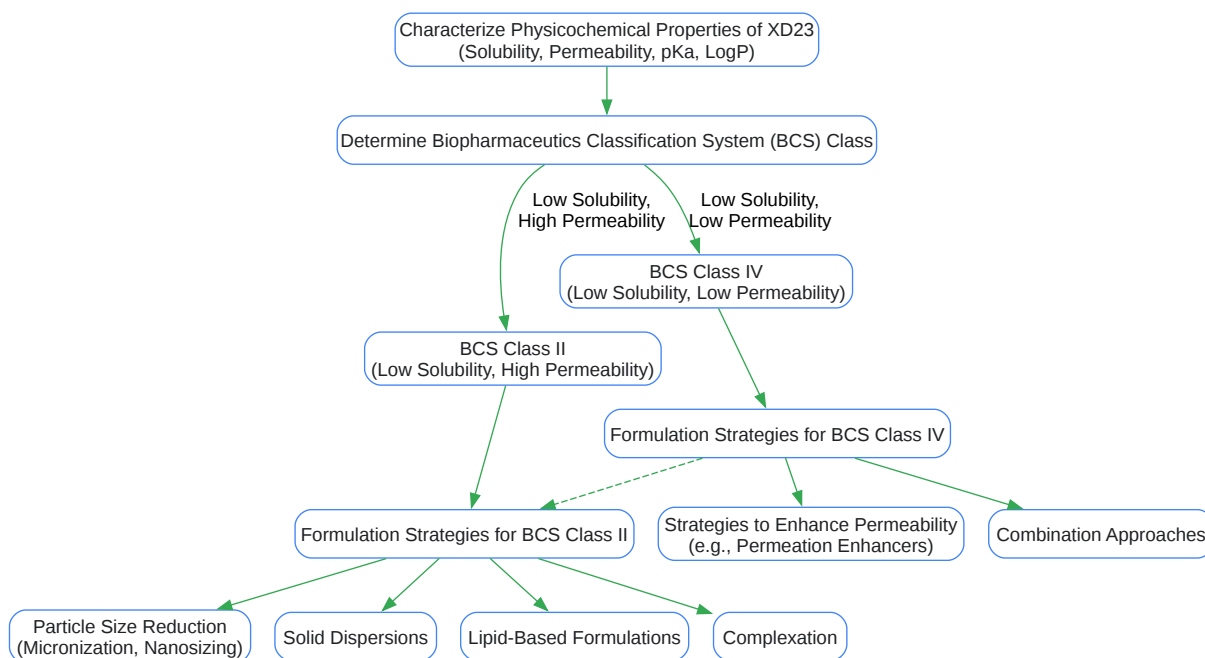 Characterize Physicochemical Properties of XD23
(Solubility, Permeability, pKa, LogP)
Determine Biopharmaceutics Classification System (BCS) Class
Low Solubility,
High Permeability
Low Solubility,
Low Permeability
BCS Class IV
(Low Solubility, Low Permeability)
BCS Class II
(Low Solubility, High Permeability)
Formulation Strategies for BCS Class IV
Formulation Strategies for BCS Class II
Strategies to Enhance Permeability
(e.g., Permeation Enhancers)
Combination Approaches
Particle Size Reduction
(Micronization, Nanosizing)
Solid Dispersions
Lipid-Based Formulations
Complexation